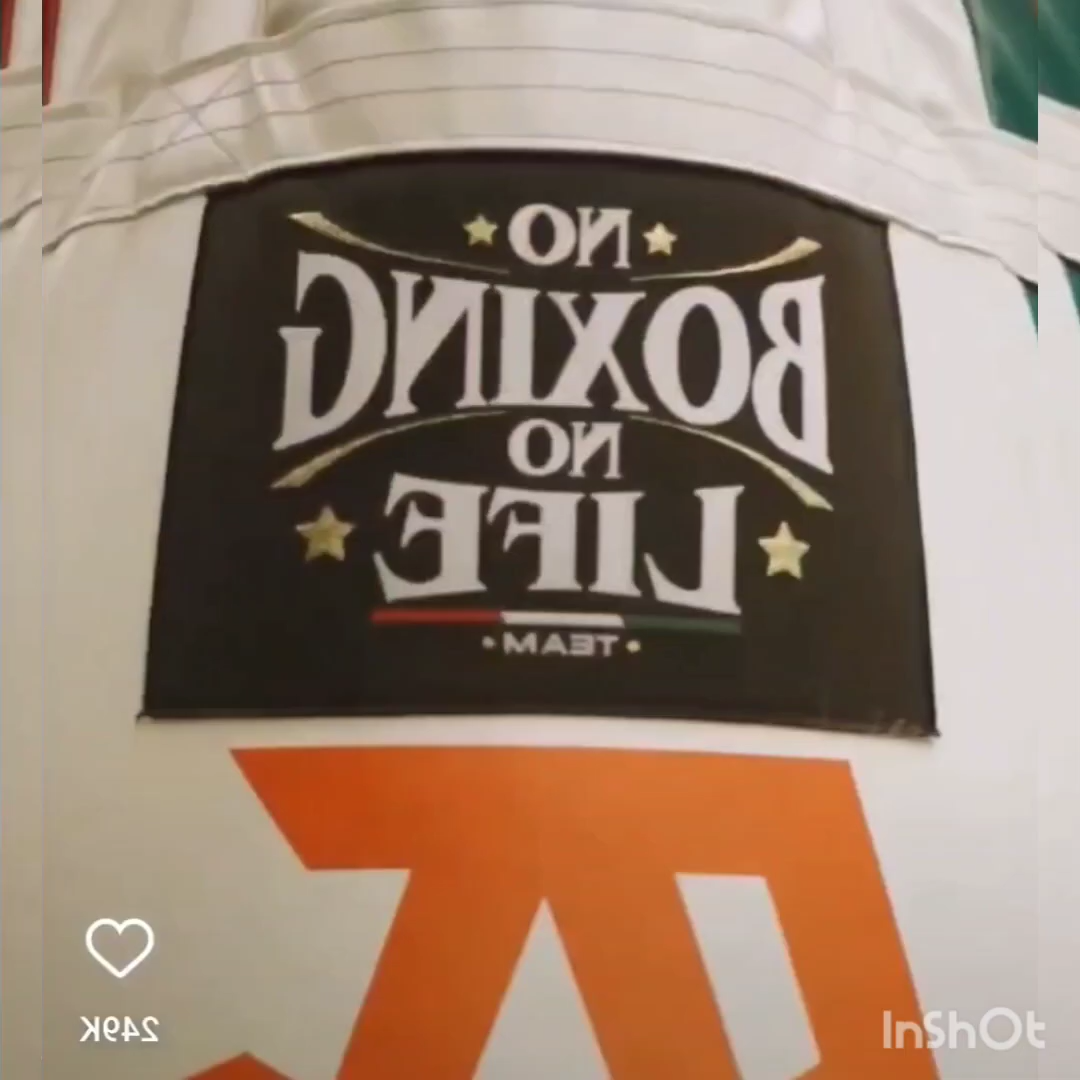 NO
BOXING
NO
LIFE
• TEAM •
249K
InShOt